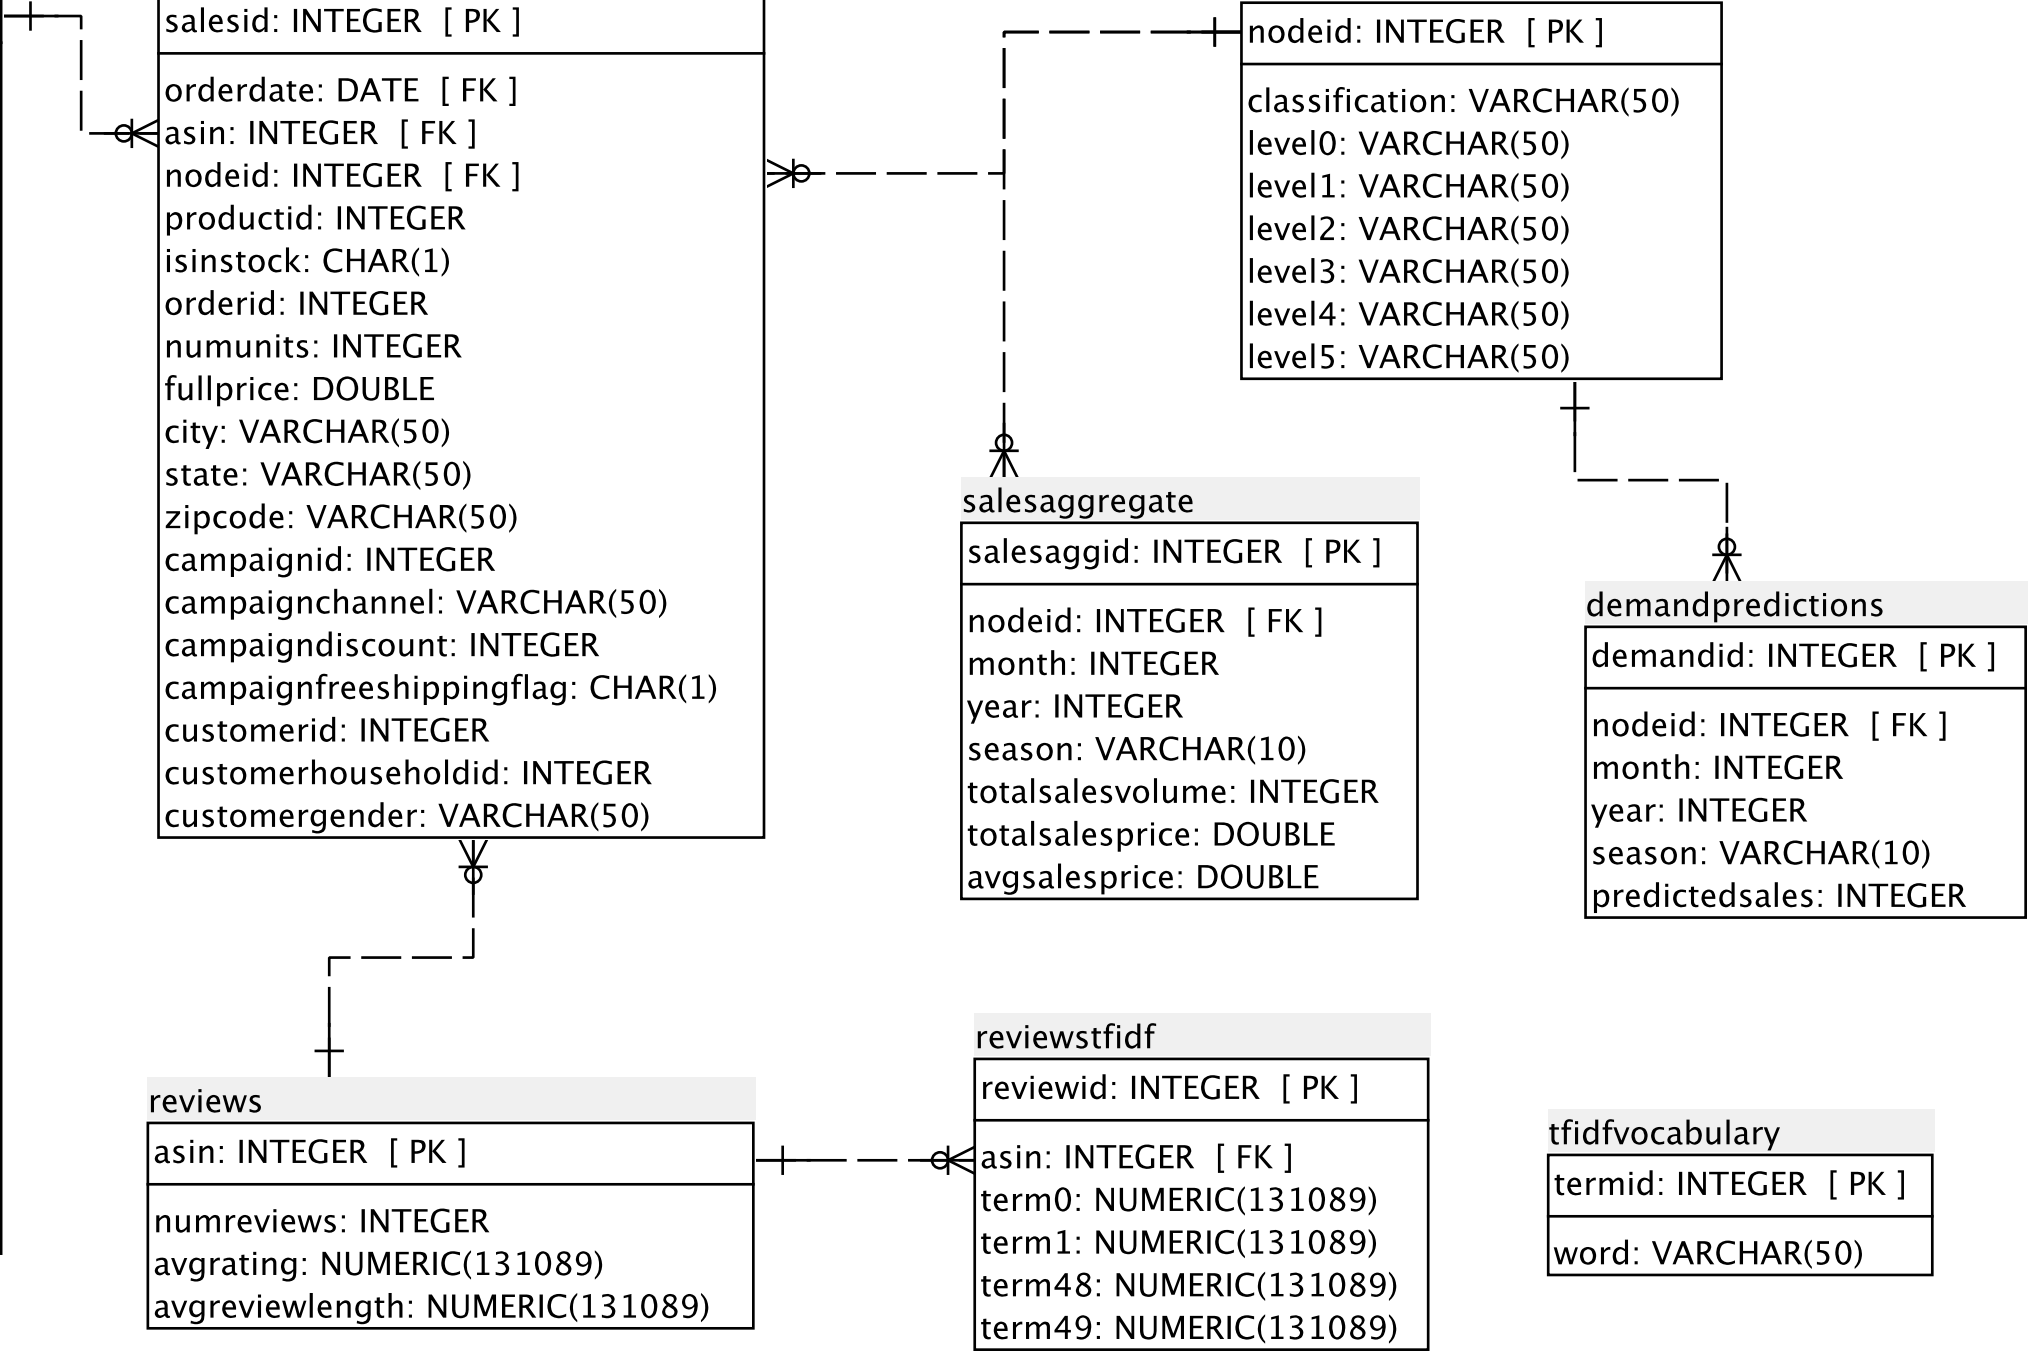 salesid: INTEGER [ PK ]
orderdate: DATE [ FK ]
asin: INTEGER [ FK ]
nodeid: INTEGER [ FK ]
productid: INTEGER
isinstock: CHAR(1)
orderid: INTEGER
numunits: INTEGER
fullprice: DOUBLE
city: VARCHAR(50)
state: VARCHAR(50)
zipcode: VARCHAR(50)
campaignid: INTEGER
campaignchannel: VARCHAR(50)
campaigndiscount: INTEGER
campaignfreeshippingflag: CHAR(1)
customerid: INTEGER
customerhouseholdid: INTEGER
customergender: VARCHAR(50)
nodeid: INTEGER [ PK ]
classification: VARCHAR(50)
level0: VARCHAR(50)
level1: VARCHAR(50)
level2: VARCHAR(50)
level3: VARCHAR(50)
level4: VARCHAR(50)
level5: VARCHAR(50)
salesaggregate
salesaggid: INTEGER [ PK ]
nodeid: INTEGER [ FK ]
month: INTEGER
year: INTEGER
season: VARCHAR(10)
totalsalesvolume: INTEGER
totalsalesprice: DOUBLE
avgsalesprice: DOUBLE
demandpredictions
demandid: INTEGER [ PK ]
nodeid: INTEGER [ FK ]
month: INTEGER
year: INTEGER
season: VARCHAR(10)
predictedsales: INTEGER
reviews
asin: INTEGER [ PK ]
numreviews: INTEGER
avgrating: NUMERIC(131089)
avgreviewlength: NUMERIC(131089)
reviewstfidf
reviewid: INTEGER [ PK ]
asin: INTEGER [ FK ]
term0: NUMERIC(131089)
term1: NUMERIC(131089)
term48: NUMERIC(131089)
term49: NUMERIC(131089)
tfidfvocabulary
termid: INTEGER [ PK ]
word: VARCHAR(50)